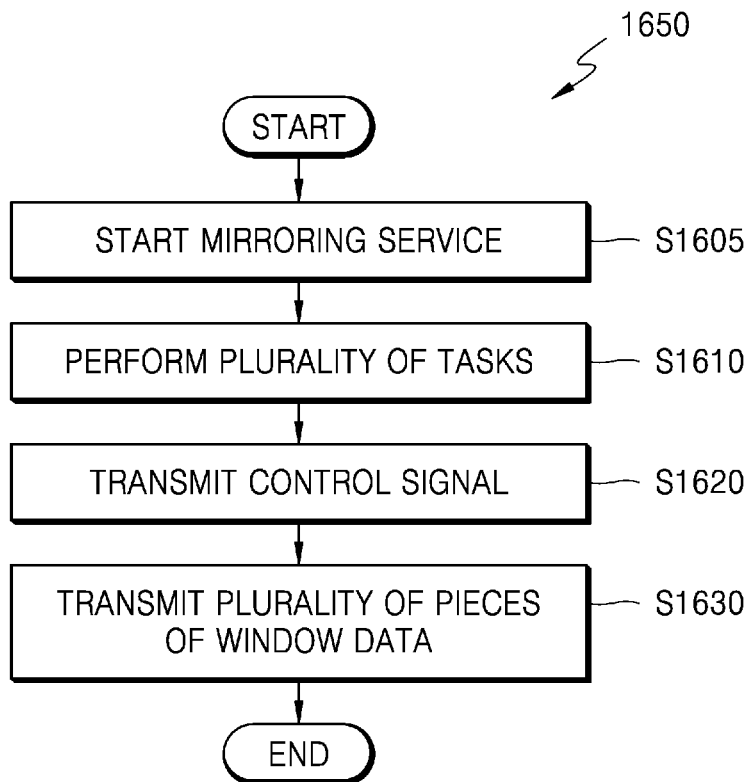 1650
START
START MIRRORING SERVICE
S1605
PERFORM PLURALITY OF TASKS
S1610
TRANSMIT CONTROL SIGNAL
S1620
TRANSMIT PLURALITY OF PIECES
OF WINDOW DATA
S1630
END